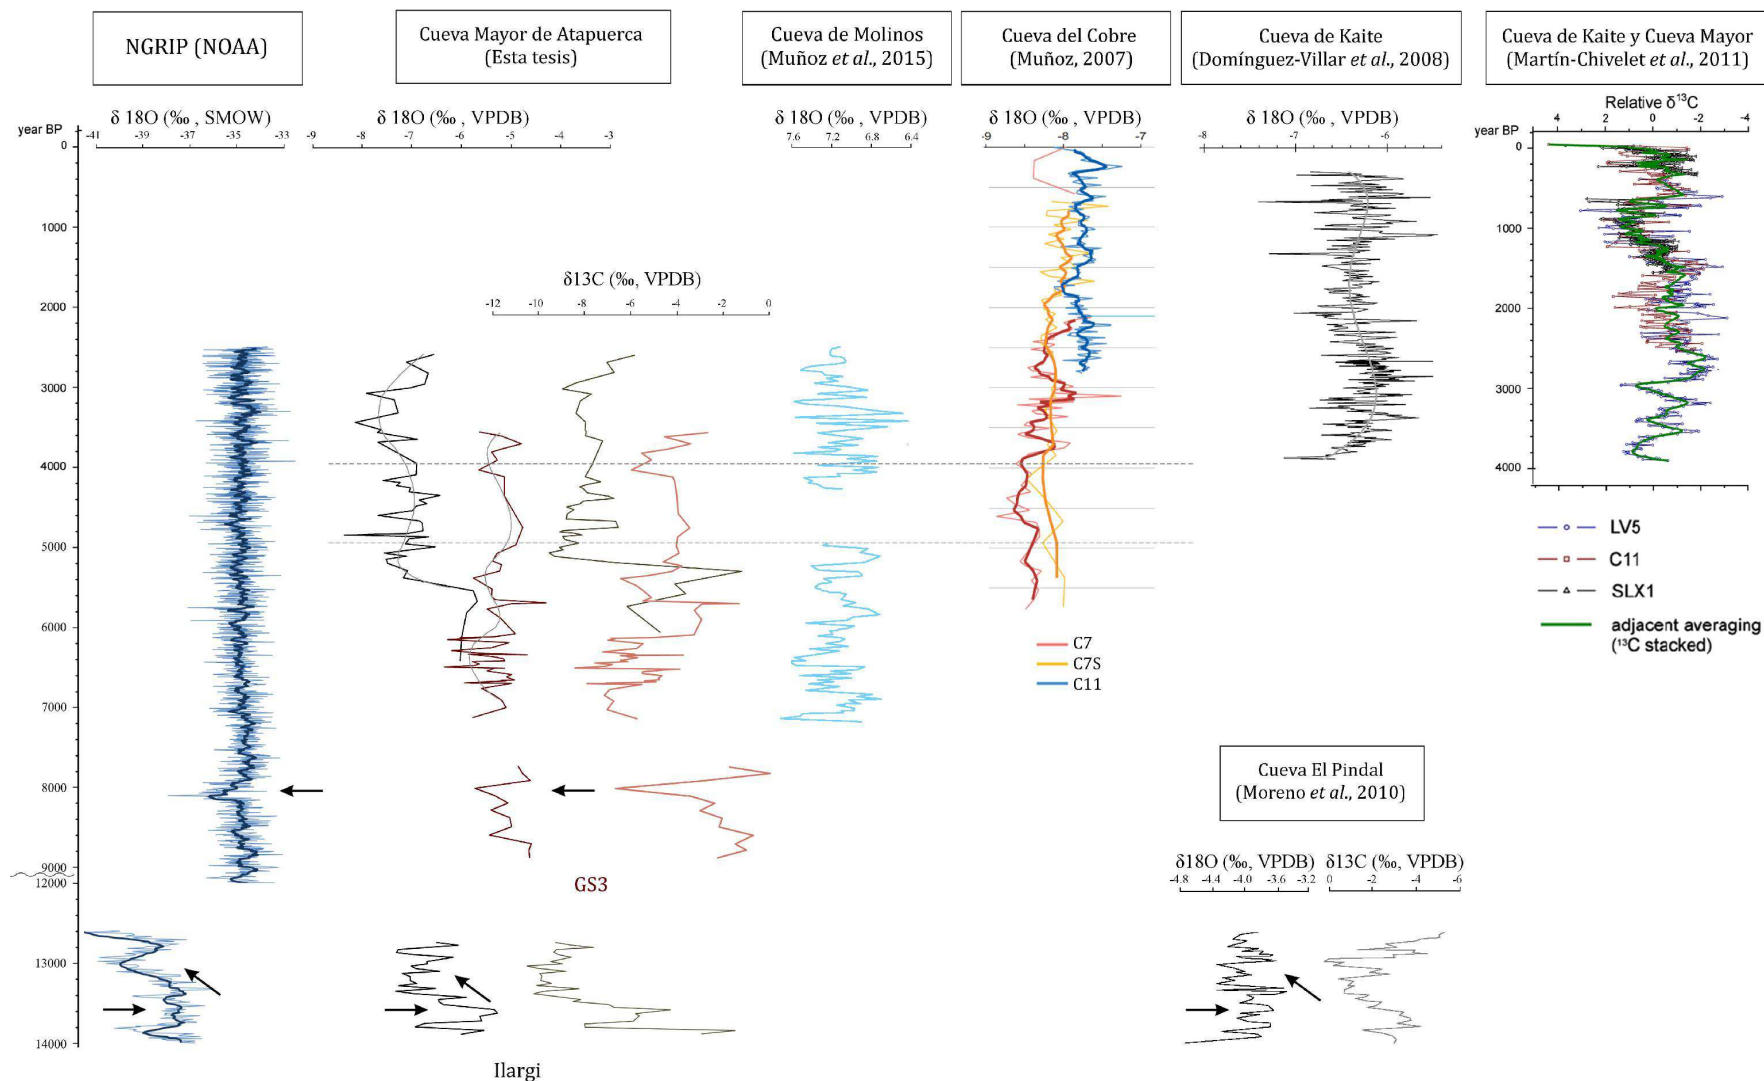 NGRIP (NOAA)
Cueva Mayor de Atapuerca
(Esta tesis)
Cueva de Molinos
(Muñoz et al., 2015)
Cueva del Cobre
(Muñoz, 2007)
Cueva de Kaite
(Domínguez-Villar et al., 2008)
Cueva de Kaite y Cueva Mayor
(Martín-Chivelet et al., 2011)
δ 18O (‰ , SMOW)
δ 18O (‰ , VPDB)
δ 18O (‰ , VPDB)
δ 18O (‰ , VPDB)
δ 18O (‰ , VPDB)
Relative δ13C
year BP
-41 -39 -37 -35 -33
-9 -8 -7 -6 -5 -4 -3
7.6 7.2 6.8 6.4
-9 -8 -7
-8 -7 -6
year BP
4 2 0 -2 -4
0
1000
2000
3000
4000
5000
6000
7000
8000
9000
12000
13000
14000
δ13C (‰, VPDB)
-12 -10 -8 -6 -4 -2 0
0
1000
2000
3000
4000
4 2 0 -2 -4
LV5
C11
SLX1
adjacent averaging
(13C stacked)
C7
C7S
C11
Cueva El Pindal
(Moreno et al., 2010)
δ18O (‰, VPDB) δ13C (‰, VPDB)
-4.8 -4.4 -4.0 -3.6 -3.2
0 -2 -4 -6
GS3
Ilargi